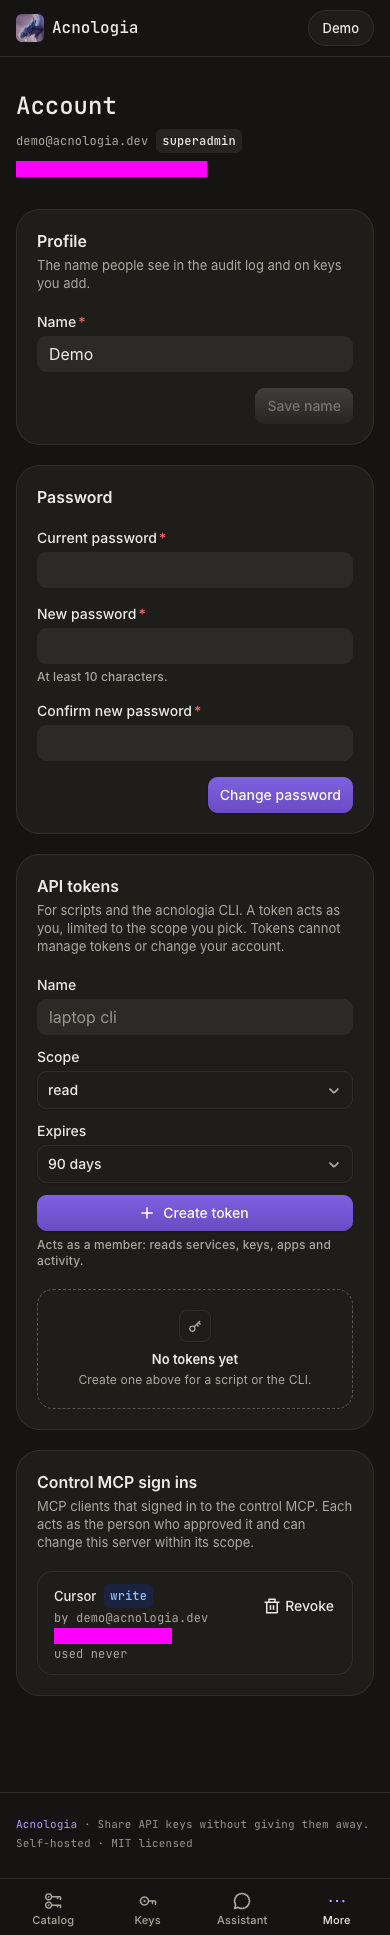 Acnologia
Demo
Account
demo@acnologia.dev superadmin
Profile
The name people see in the audit log and on keys
you add.
Name *
Demo
Save name
Password
Current password *
New password *
At least 10 characters.
Confirm new password *
Change password
API tokens
For scripts and the acnologia CLI. A token acts as
you, limited to the scope you pick. Tokens cannot
manage tokens or change your account.
Name
laptop cli
Scope
read
Expires
90 days
+ Create token
Acts as a member: reads services, keys, apps and
activity.
No tokens yet
Create one above for a script or the CLI.
Control MCP sign ins
MCP clients that signed in to the control MCP. Each
acts as the person who approved it and can
change this server within its scope.
Cursor write
by demo@acnologia.dev
Revoke
used never
Acnologia · Share API keys without giving them away.
Self-hosted · MIT licensed
Catalog
Keys
Assistant
More